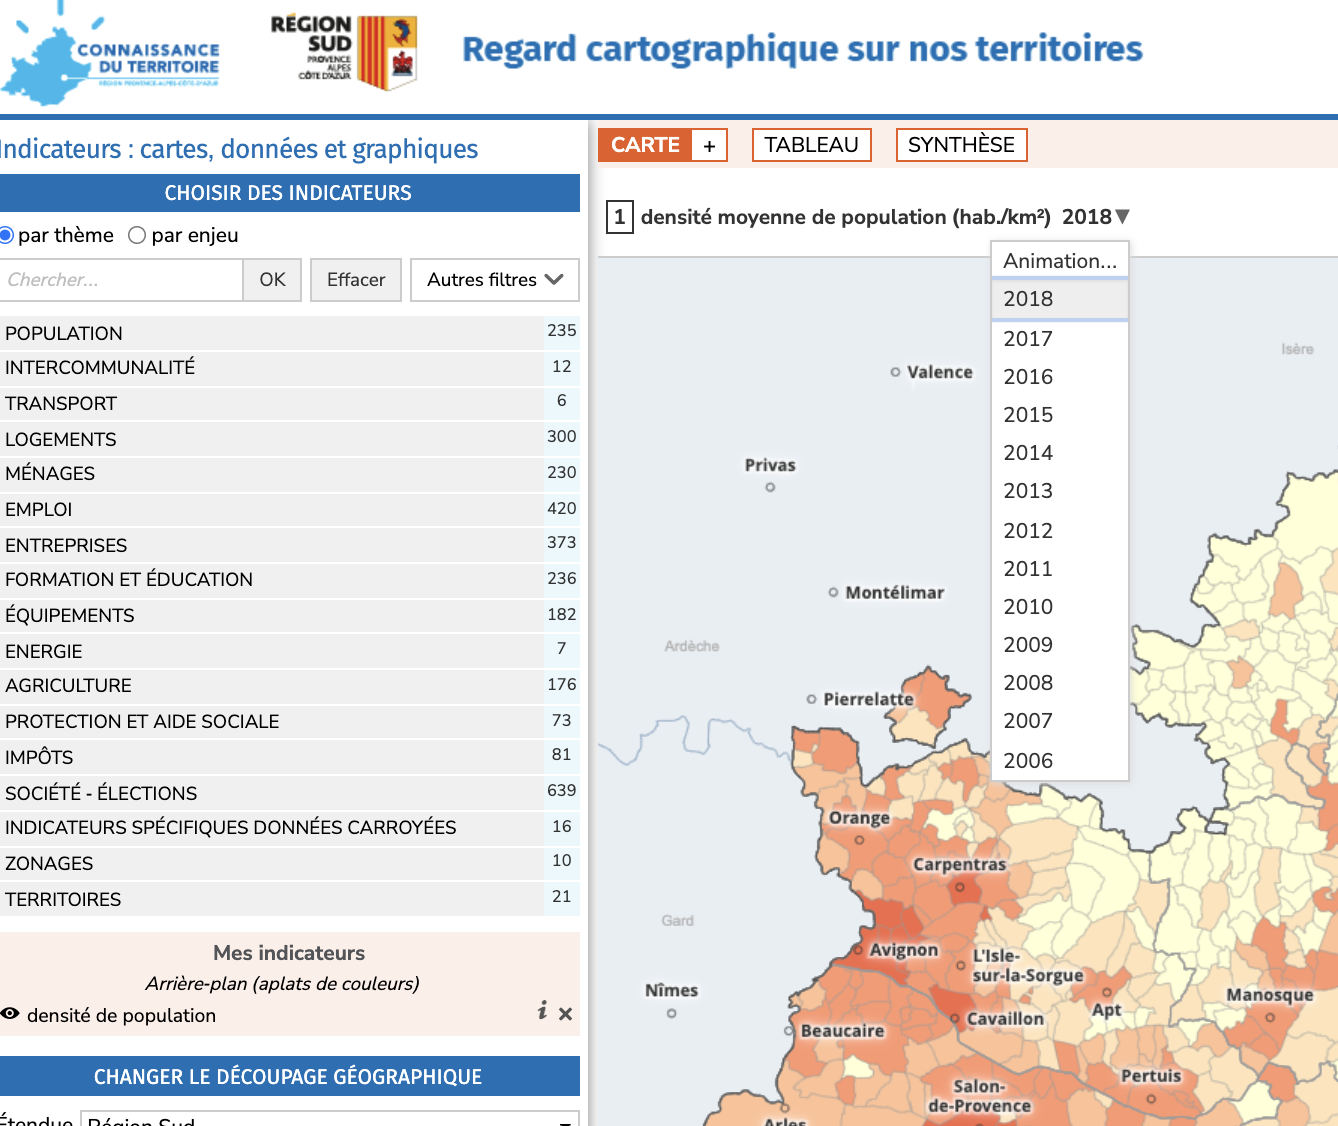 CONNAISSANCE
DU TERRITOIRE
RÉGION PROVENCE-ALPES-CÔTE D'AZUR
RÉGION
SUD
PROVENCE
ALPES
CÔTE D'AZUR
Regard cartographique sur nos territoires
Indicateurs : cartes, données et graphiques
CHOISIR DES INDICATEURS
par thème par enjeu
Chercher... OK Effacer Autres filtres
POPULATION 235
INTERCOMMUNALITÉ 12
TRANSPORT 6
LOGEMENTS 300
MÉNAGES 230
EMPLOI 420
ENTREPRISES 373
FORMATION ET ÉDUCATION 236
ÉQUIPEMENTS 182
ENERGIE 7
AGRICULTURE 176
PROTECTION ET AIDE SOCIALE 73
IMPÔTS 81
SOCIÉTÉ - ÉLECTIONS 639
INDICATEURS SPÉCIFIQUES DONNÉES CARROYÉES 16
ZONAGES 10
TERRITOIRES 21
Mes indicateurs
Arrière-plan (aplats de couleurs)
densité de population i ×
CHANGER LE DÉCOUPAGE GÉOGRAPHIQUE
Étendue Région Sud
CARTE + TABLEAU SYNTHÈSE
1 densité moyenne de population (hab./km²) 2018▼
Animation...
2018
2017
2016
2015
2014
2013
2012
2011
2010
2009
2008
2007
2006
Isère
Valence
Privas
Montélimar
Ardèche
Pierrelatte
Orange
Carpentras
Gard
Avignon
L'Isle-
sur-la-Sorgue
Nîmes
Apt
Manosque
Cavaillon
Beaucaire
Pertuis
Salon-
de-Provence
Arles